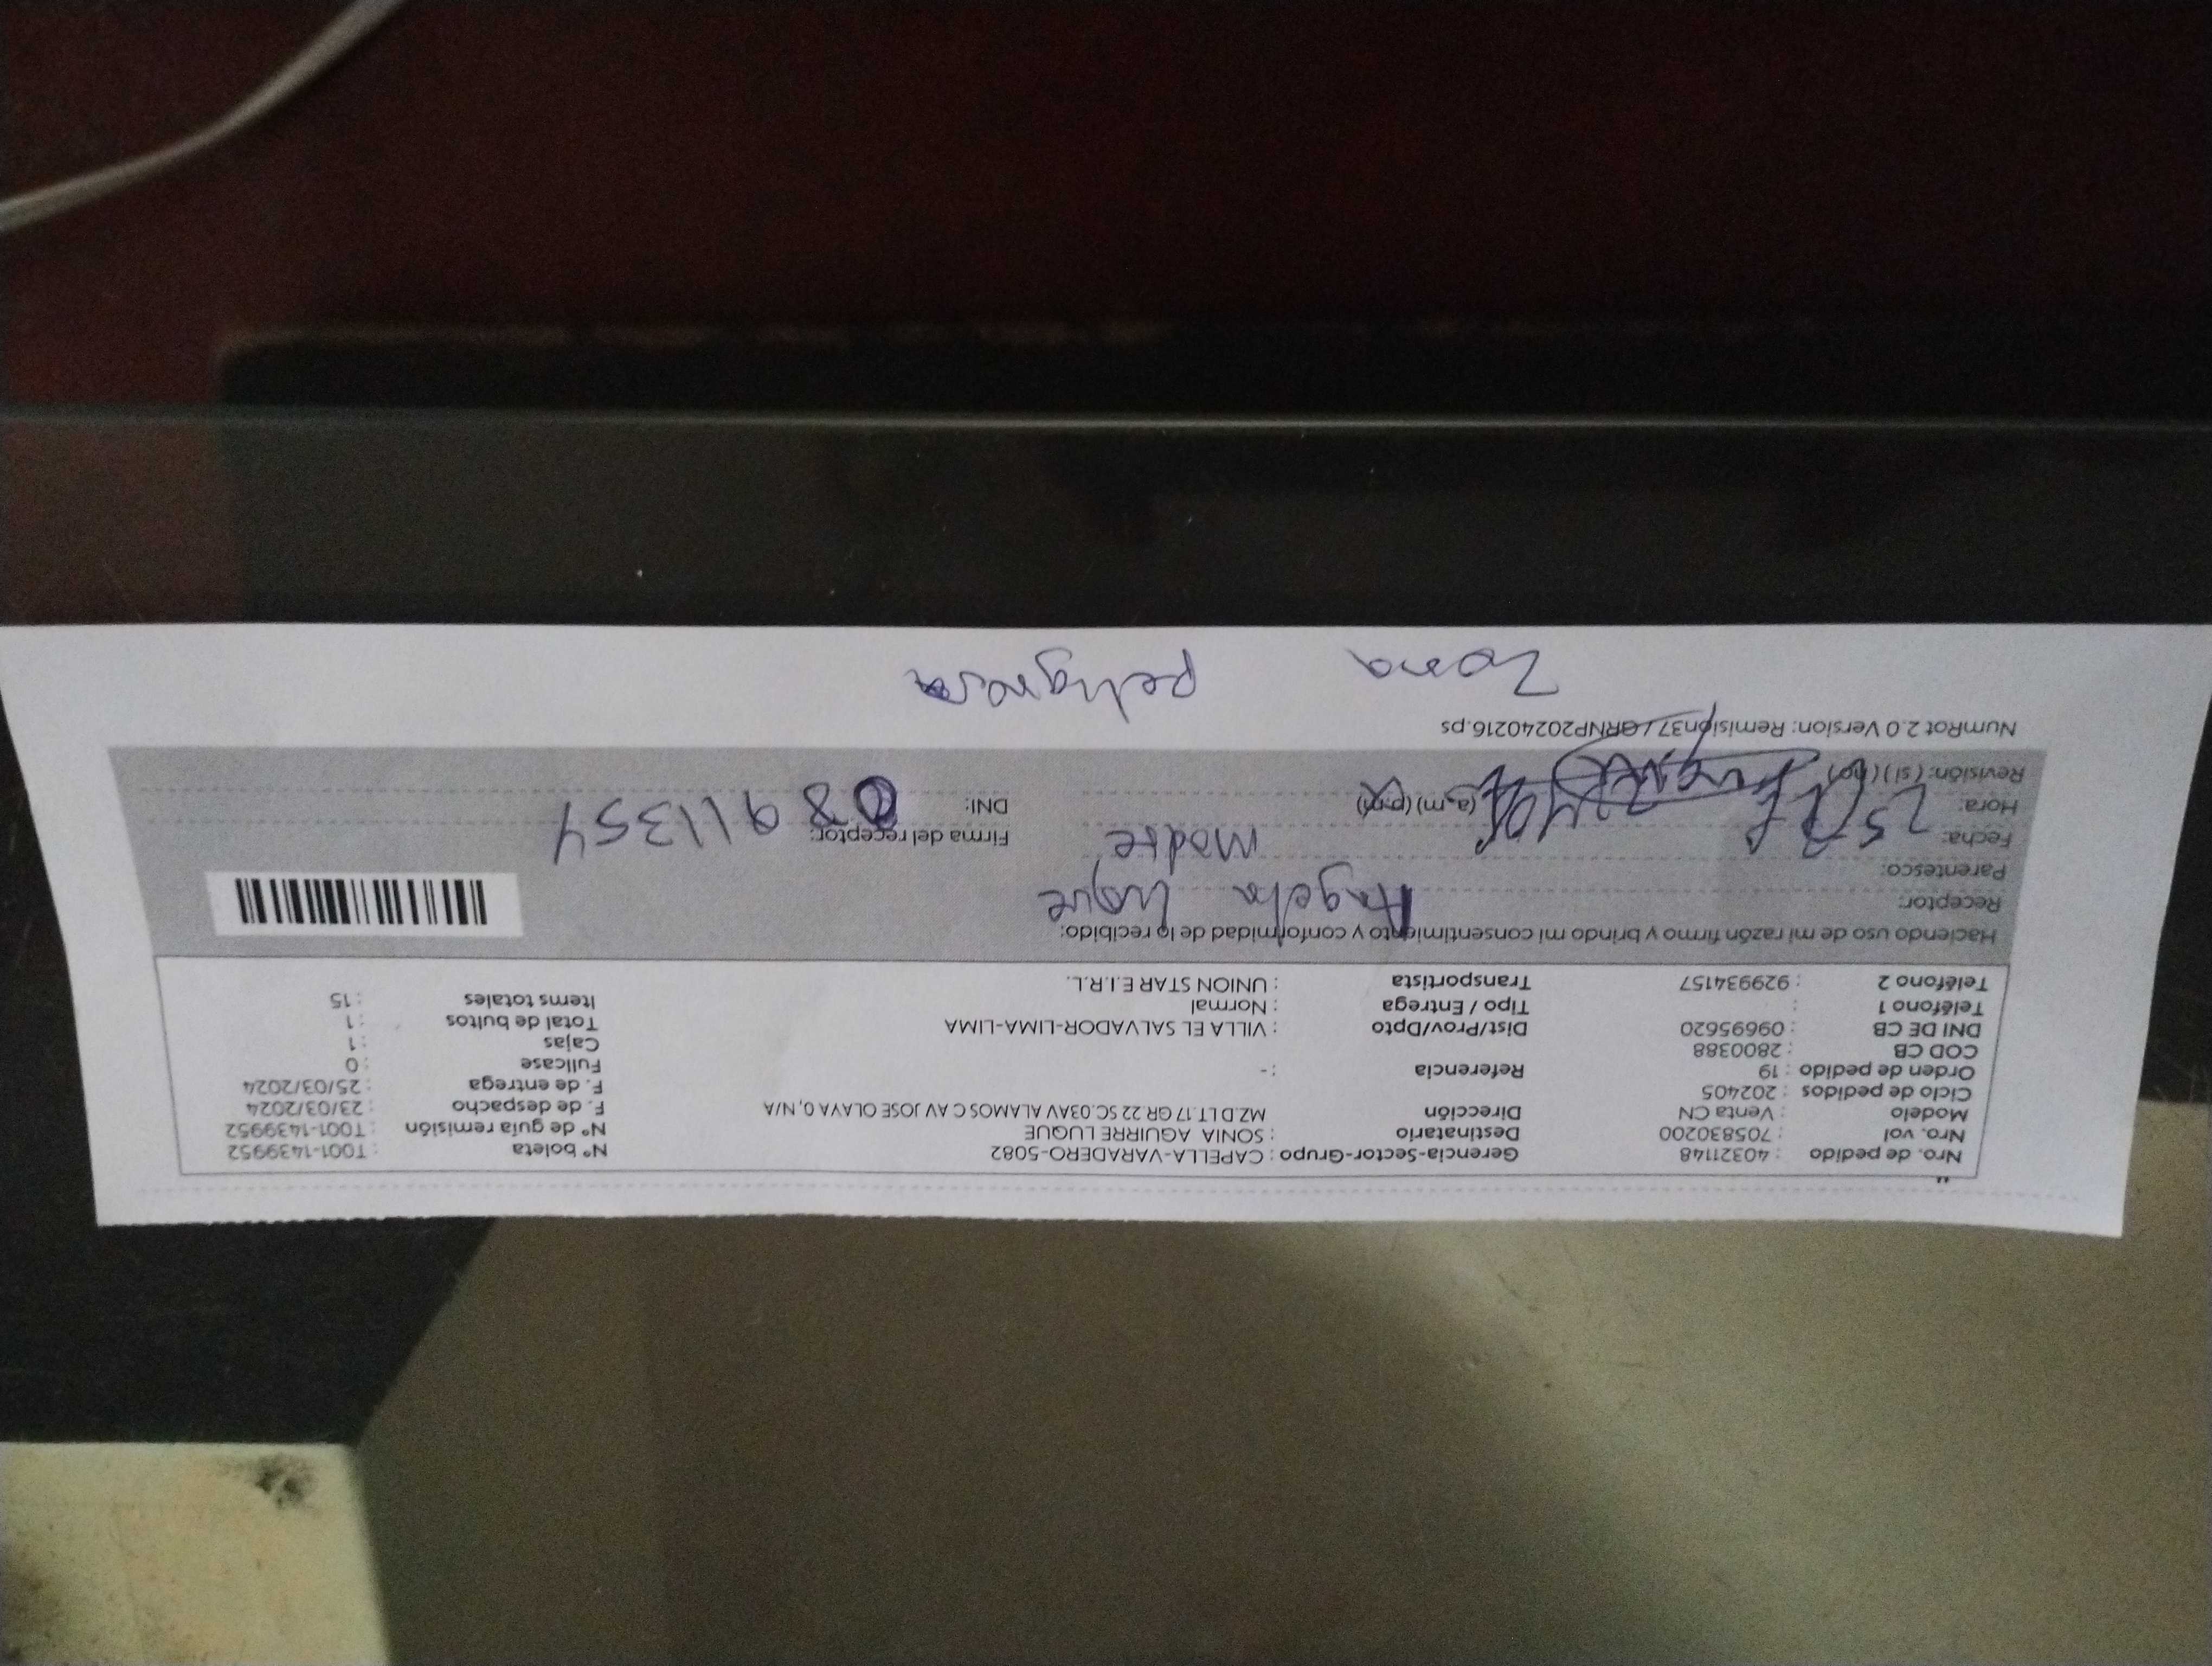 Nro. de pedido : 40321148 Gerencia-Sector-Grupo : CAPELLA-VARADERO-5082 Nº boleta : T001-1439952
Nro. vol : 705830200 Destinatario : SONIA AGUIRRE LUQUE Nº de guía remisión : T001-1439952
Modelo : Venta CN Dirección MZ.D LT.17 GR 22 SC.03AV ALAMOS C AV JOSE OLAYA 0, N/A F. de despacho : 23/03/2024
Ciclo de pedidos : 202405 F. de entrega : 25/03/2024
Orden de pedido : 19 Referencia : - Fullcase : 0
COD CB : 2800388 Cajas : 1
DNI DE CB : 09695620 Dist/Prov/Dpto : VILLA EL SALVADOR-LIMA-LIMA Total de bultos : 1
Teléfono 1 : Tipo / Entrega : Normal Items totales : 15
Teléfono 2 : 929934157 Transportista : UNION STAR E.I.R.L.
Haciendo uso de mi razón firmo y brindo mi consentimiento y conformidad de lo recibido:
Receptor: Angela Luque
Parentesco: Madre
Fecha: Firma del receptor:
Hora: (a.m) (p.m) DNI: 08911354
Revisión: (si) (no)
NumRot 2.0 Version: Remision37 / GRNP20240216.ps
Zona peligrosa